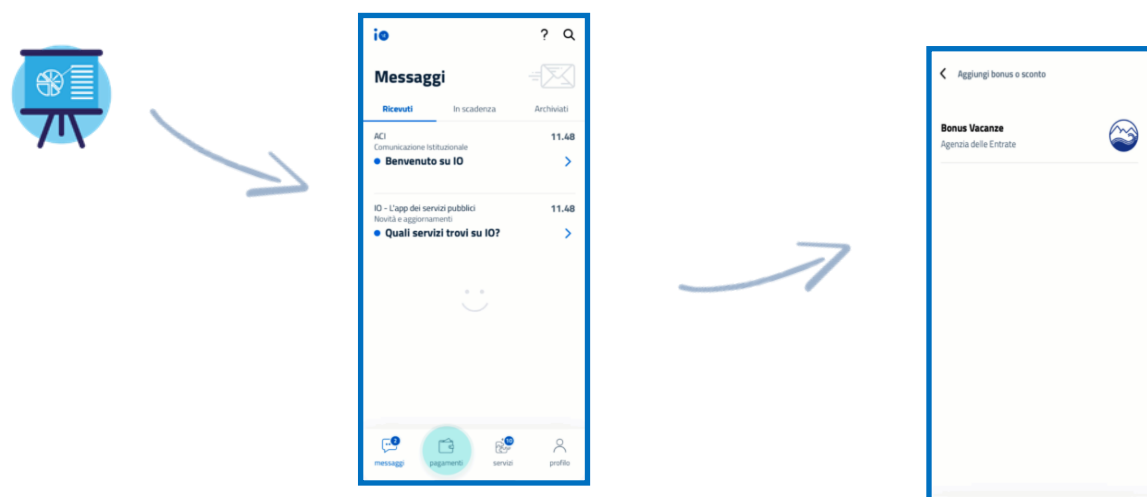 io
?
Messaggi
Ricevuti In scadenza Archiviati
ACI 11.48
Comunicazione Istituzionale
Benvenuto su IO
IO - L'app dei servizi pubblici 11.48
Novità e aggiornamenti
Quali servizi trovi su IO?
2 10
messaggi pagamenti servizi profilo
Aggiungi bonus o sconto
Bonus Vacanze
Agenzia delle Entrate